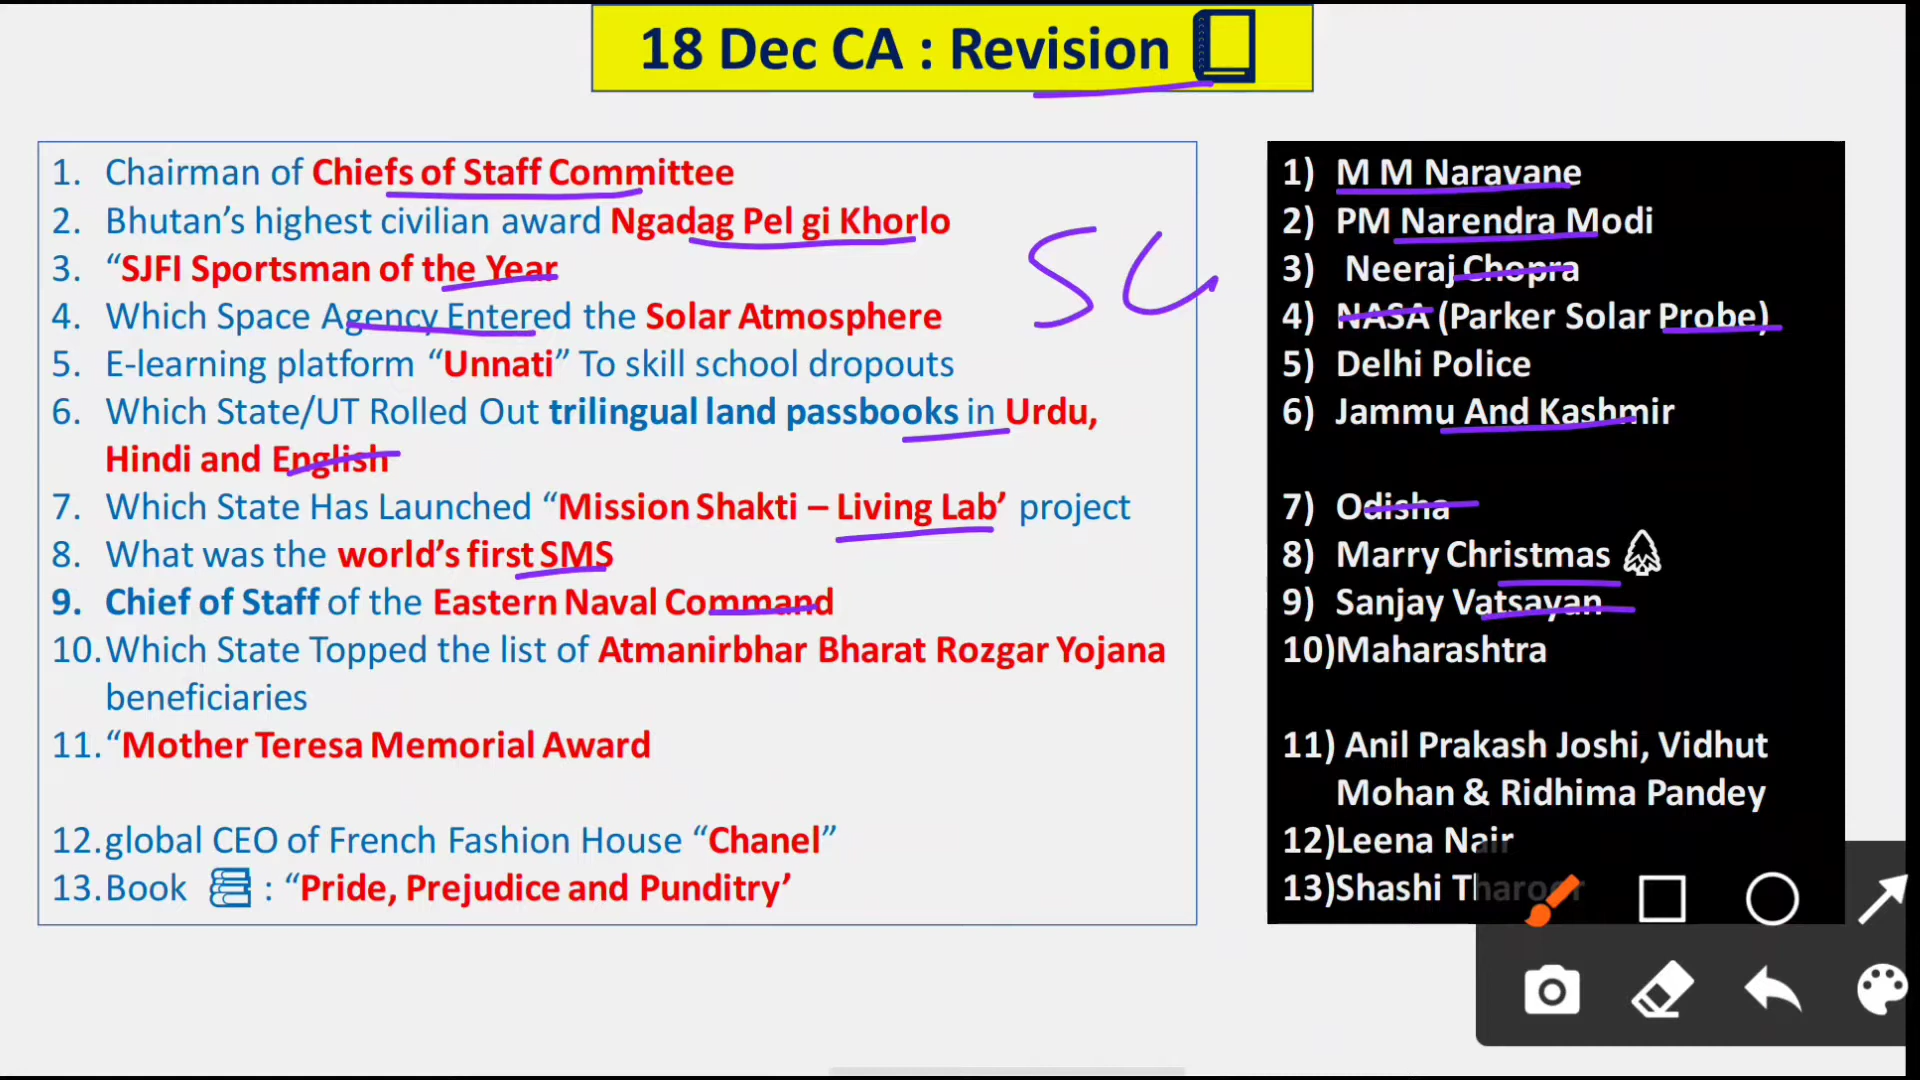 18 Dec CA : Revision
1. Chairman of Chiefs of Staff Committee
2. Bhutan's highest civilian award Ngadag Pel gi Khorlo
3. “SJFI Sportsman of the Year
4. Which Space Agency Entered the Solar Atmosphere
5. E-learning platform “Unnati” To skill school dropouts
6. Which State/UT Rolled Out trilingual land passbooks in Urdu,
Hindi and English
7. Which State Has Launched “Mission Shakti – Living Lab’ project
8. What was the world's first SMS
9. Chief of Staff of the Eastern Naval Command
10. Which State Topped the list of Atmanirbhar Bharat Rozgar Yojana
beneficiaries
11. “Mother Teresa Memorial Award
12. global CEO of French Fashion House “Chanel”
13. Book : “Pride, Prejudice and Punditry’
1) M M Naravane
2) PM Narendra Modi
3) Neeraj Chopra
4) NASA (Parker Solar Probe)
5) Delhi Police
6) Jammu And Kashmir
7) Odisha
8) Marry Christmas
9) Sanjay Vatsayan
10)Maharashtra
11) Anil Prakash Joshi, Vidhut
Mohan & Ridhima Pandey
12)Leena Nair
13)Shashi Tharoor